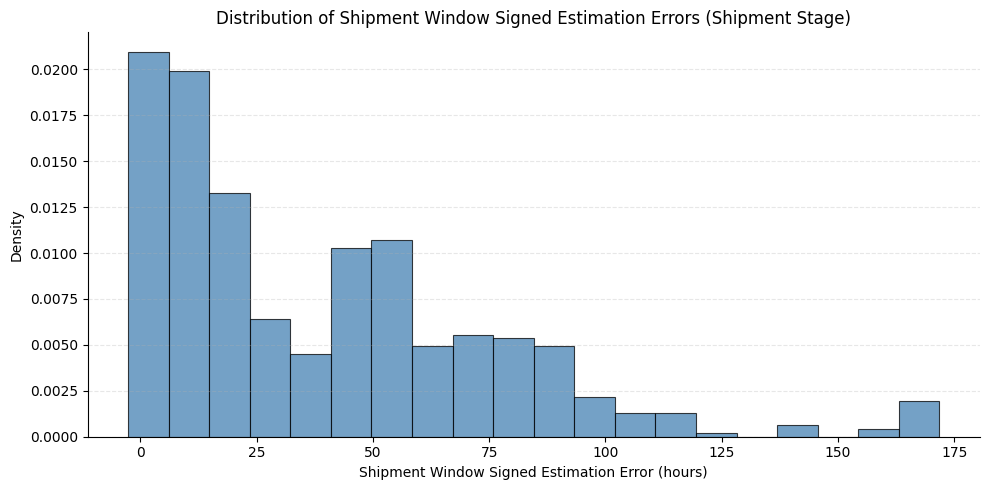 Distribution of Shipment Window Signed Estimation Errors (Shipment Stage)
0.0200
0.0175
0.0150
0.0125
0.0100
0.0075
0.0050
0.0025
0.0000
Density
0 25 50 75 100 125 150 175
Shipment Window Signed Estimation Error (hours)